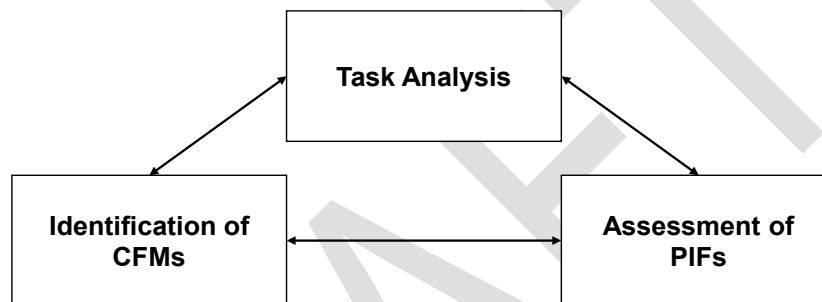 Task Analysis
Identification of
CFMs
Assessment of
PIFs